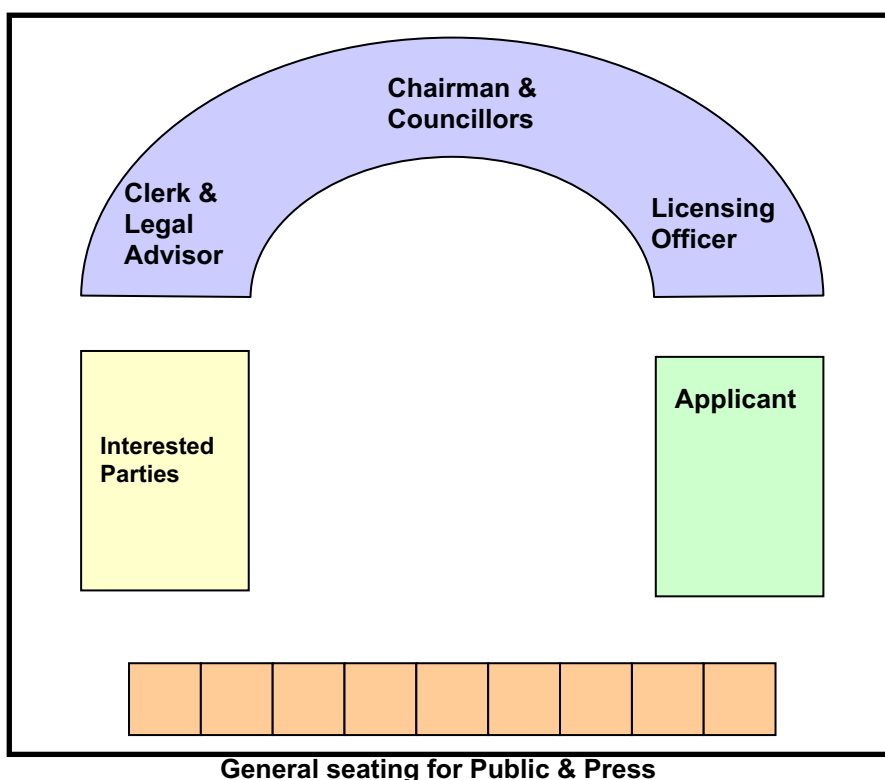 Chairman &
Councillors
Clerk &
Legal
Advisor
Licensing
Officer
Applicant
Interested
Parties
General seating for Public & Press